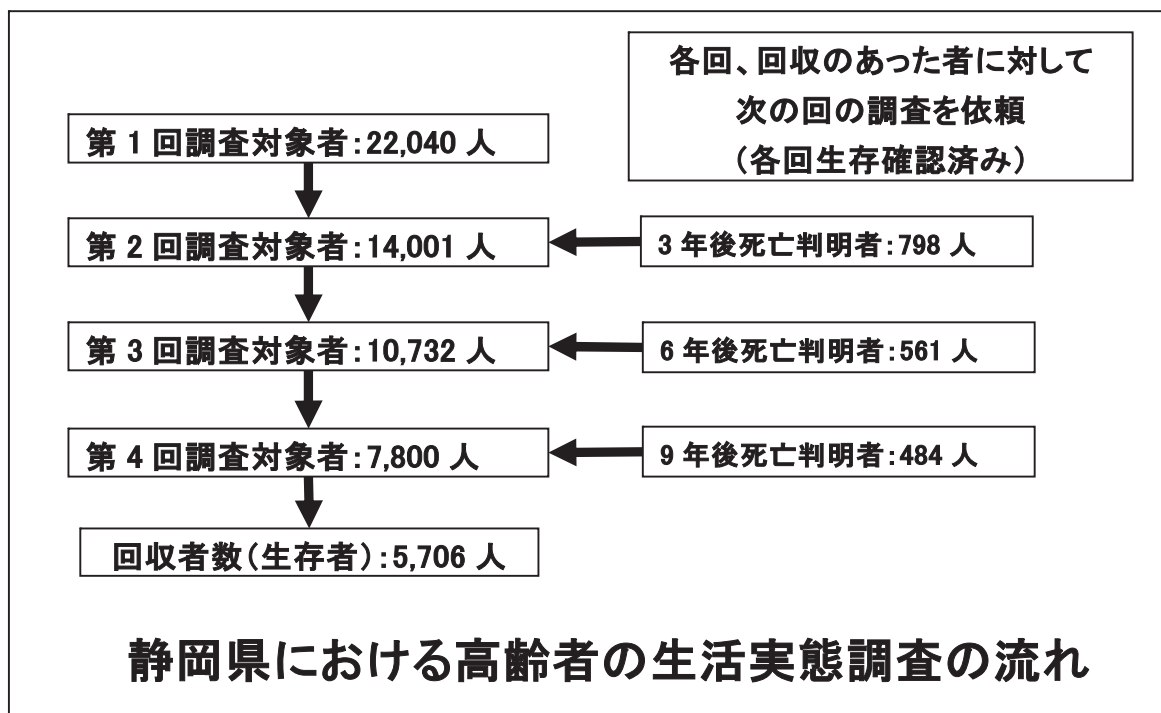 各回、回収のあった者に対して
次の回の調査を依頼
（各回生存確認済み）
第 1 回調査対象者：22,040 人
第 2 回調査対象者：14,001 人
3 年後死亡判明者：798 人
第 3 回調査対象者：10,732 人
6 年後死亡判明者：561 人
第 4 回調査対象者：7,800 人
9 年後死亡判明者：484 人
回収者数（生存者）：5,706 人
静岡県における高齢者の生活実態調査の流れ